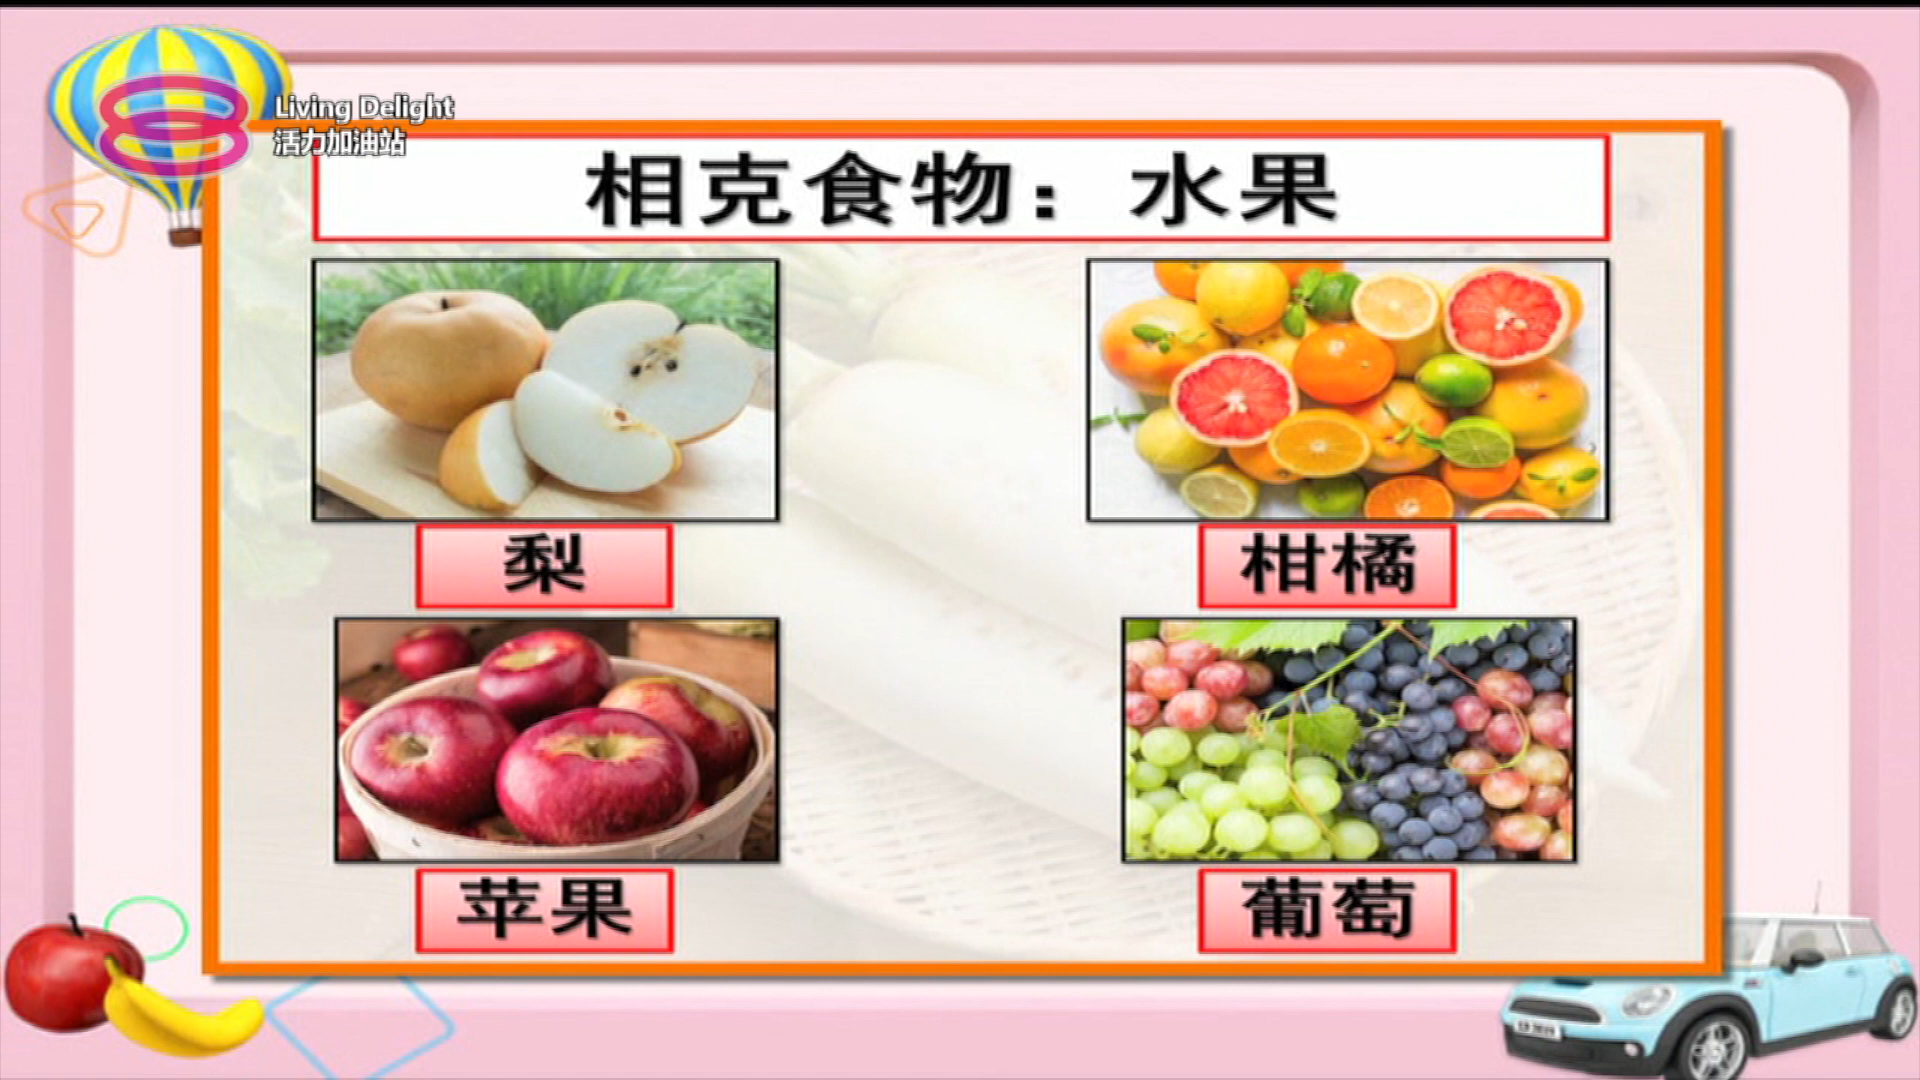 Living Delight
活力加油站
相克食物：水果
梨
柑橘
苹果
葡萄